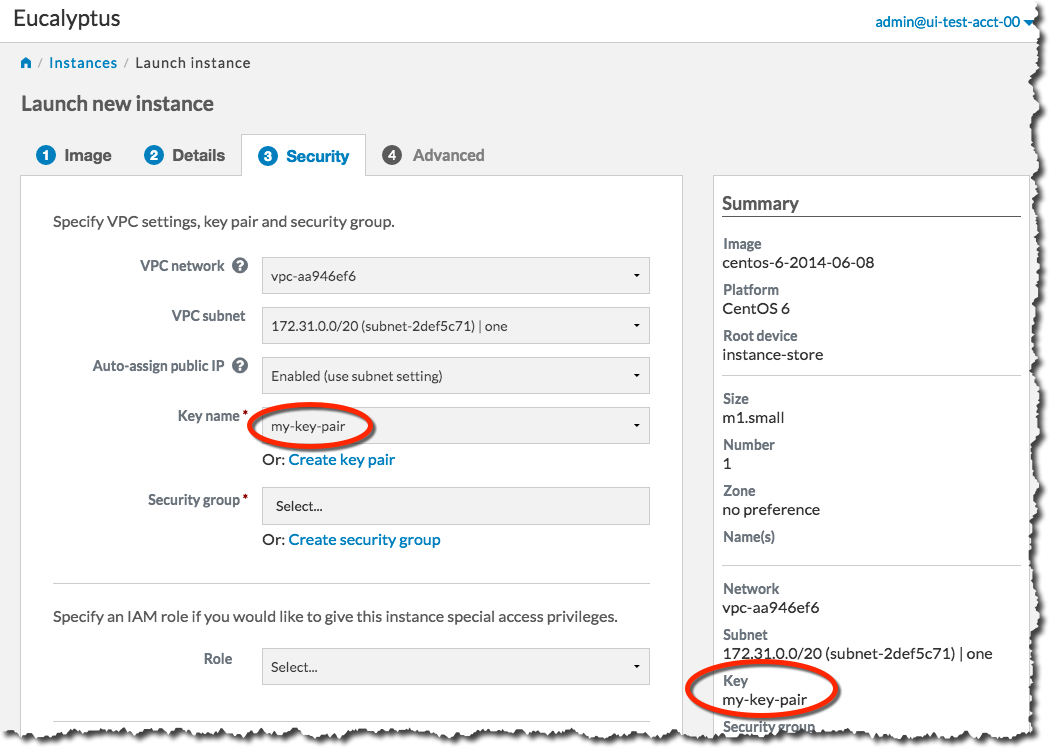 Eucalyptus
admin@ui-test-acct-00
/ Instances / Launch instance
Launch new instance
1 Image 2 Details 3 Security 4 Advanced
Specify VPC settings, key pair and security group.
VPC network ? vpc-aa946ef6
VPC subnet 172.31.0.0/20 (subnet-2def5c71) | one
Auto-assign public IP ? Enabled (use subnet setting)
Key name * my-key-pair
Or: Create key pair
Security group * Select...
Or: Create security group
Specify an IAM role if you would like to give this instance special access privileges.
Role Select...
Summary
Image
centos-6-2014-06-08
Platform
CentOS 6
Root device
instance-store
Size
m1.small
Number
1
Zone
no preference
Name(s)
Network
vpc-aa946ef6
Subnet
172.31.0.0/20 (subnet-2def5c71) | one
Key
my-key-pair
Security group